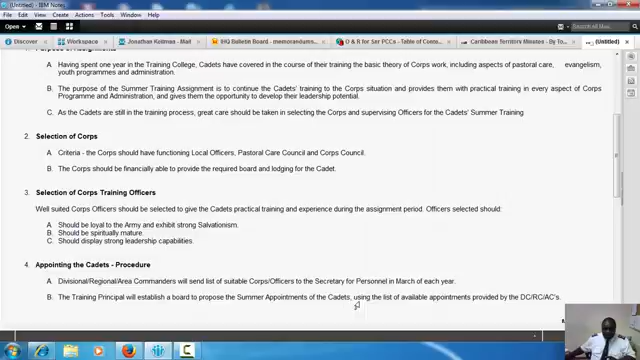 (Untitled) - IBM Notes
File Edit View Create Actions Tools Window Help
Open
Discover
Home
Workspace
Jonathan Kellman - Mail
IHQ Bulletin Board - memorandums...
O & R for Ser PCCs - Table of Conte...
Caribbean Territory Minutes - By To...
(Untitled)
A. Having spent one year in the Training College, Cadets have covered in the course of their training the basic theory of Corps work, including aspects of pastoral care, evangelism,
youth programmes and administration.
B. The purpose of the Summer Training Assignment is to continue the Cadets' training to the Corps situation and provides them with practical training in every aspect of Corps
Programme and Administration, and gives them the opportunity to develop their leadership potential.
C. As the Cadets are still in the training process, great care should be taken in selecting the Corps and supervising Officers for the Cadets' Summer Training
2. Selection of Corps
A. Criteria - the Corps should have functioning Local Officers, Pastoral Care Council and Corps Council.
B. The Corps should be financially able to provide the required board and lodging for the Cadet.
3. Selection of Corps Training Officers
Well suited Corps Officers should be selected to give the Cadets practical training and experience during the assignment period. Officers selected should:
A. Should be loyal to the Army and exhibit strong Salvationism.
B. Should be spiritually mature.
C. Should display strong leadership capabilities.
4. Appointing the Cadets - Procedure
A. Divisional/Regional/Area Commanders will send list of suitable Corps/Officers to the Secretary for Personnel in March of each year.
B. The Training Principal will establish a board to propose the Summer Appointments of the Cadets, using the list of available appointments provided by the DC/RC/AC's.